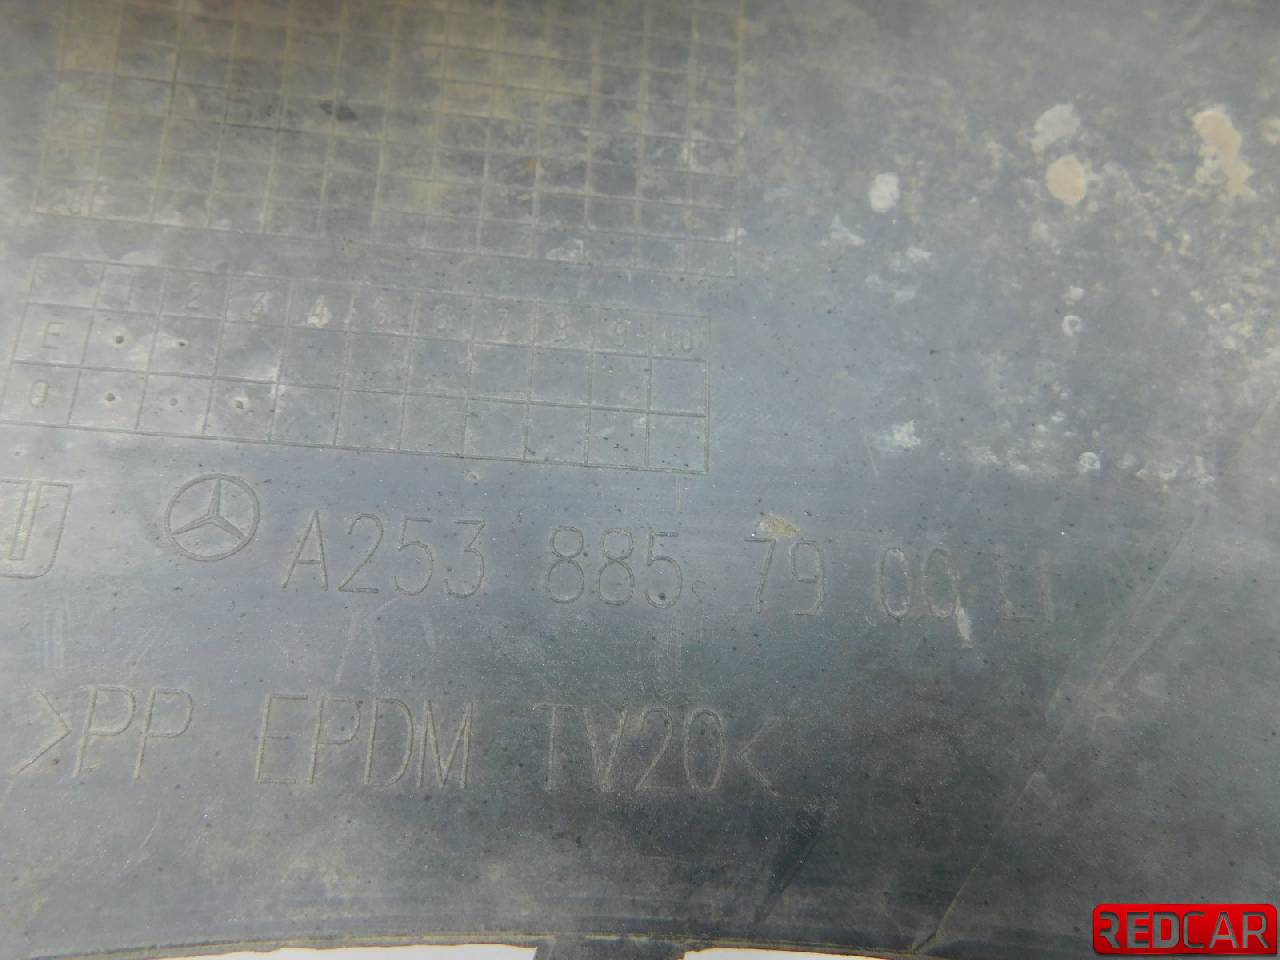 1 2 3 4 5 6 7 8 9 10
E
0
A253 885 79 00
>PP EPDM TV20<
REDCAR